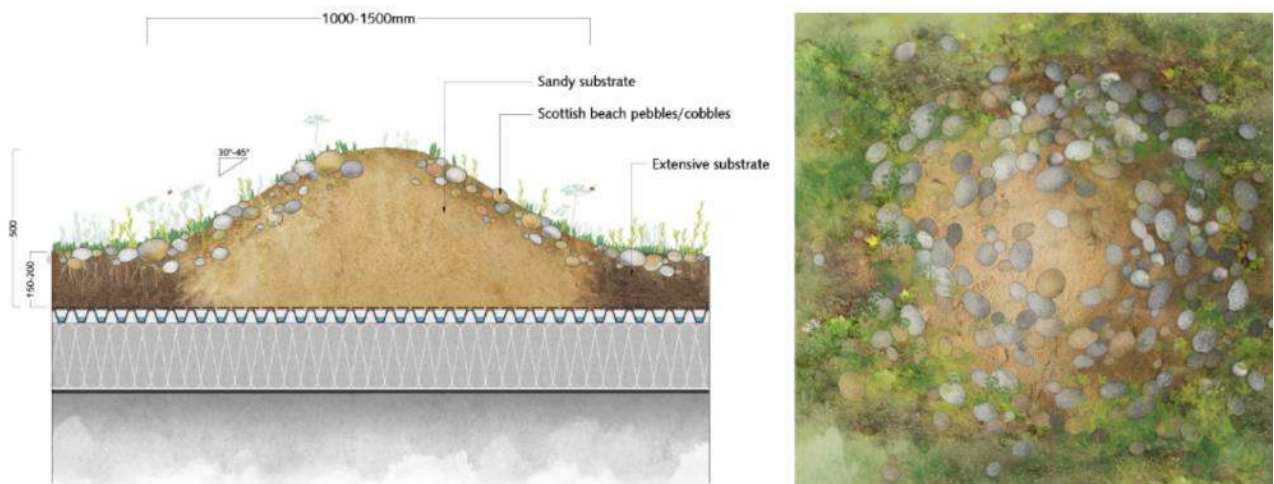 1000-1500mm
Sandy substrate
Scottish beach pebbles/cobbles
30°-45°
Extensive substrate
500
150-200